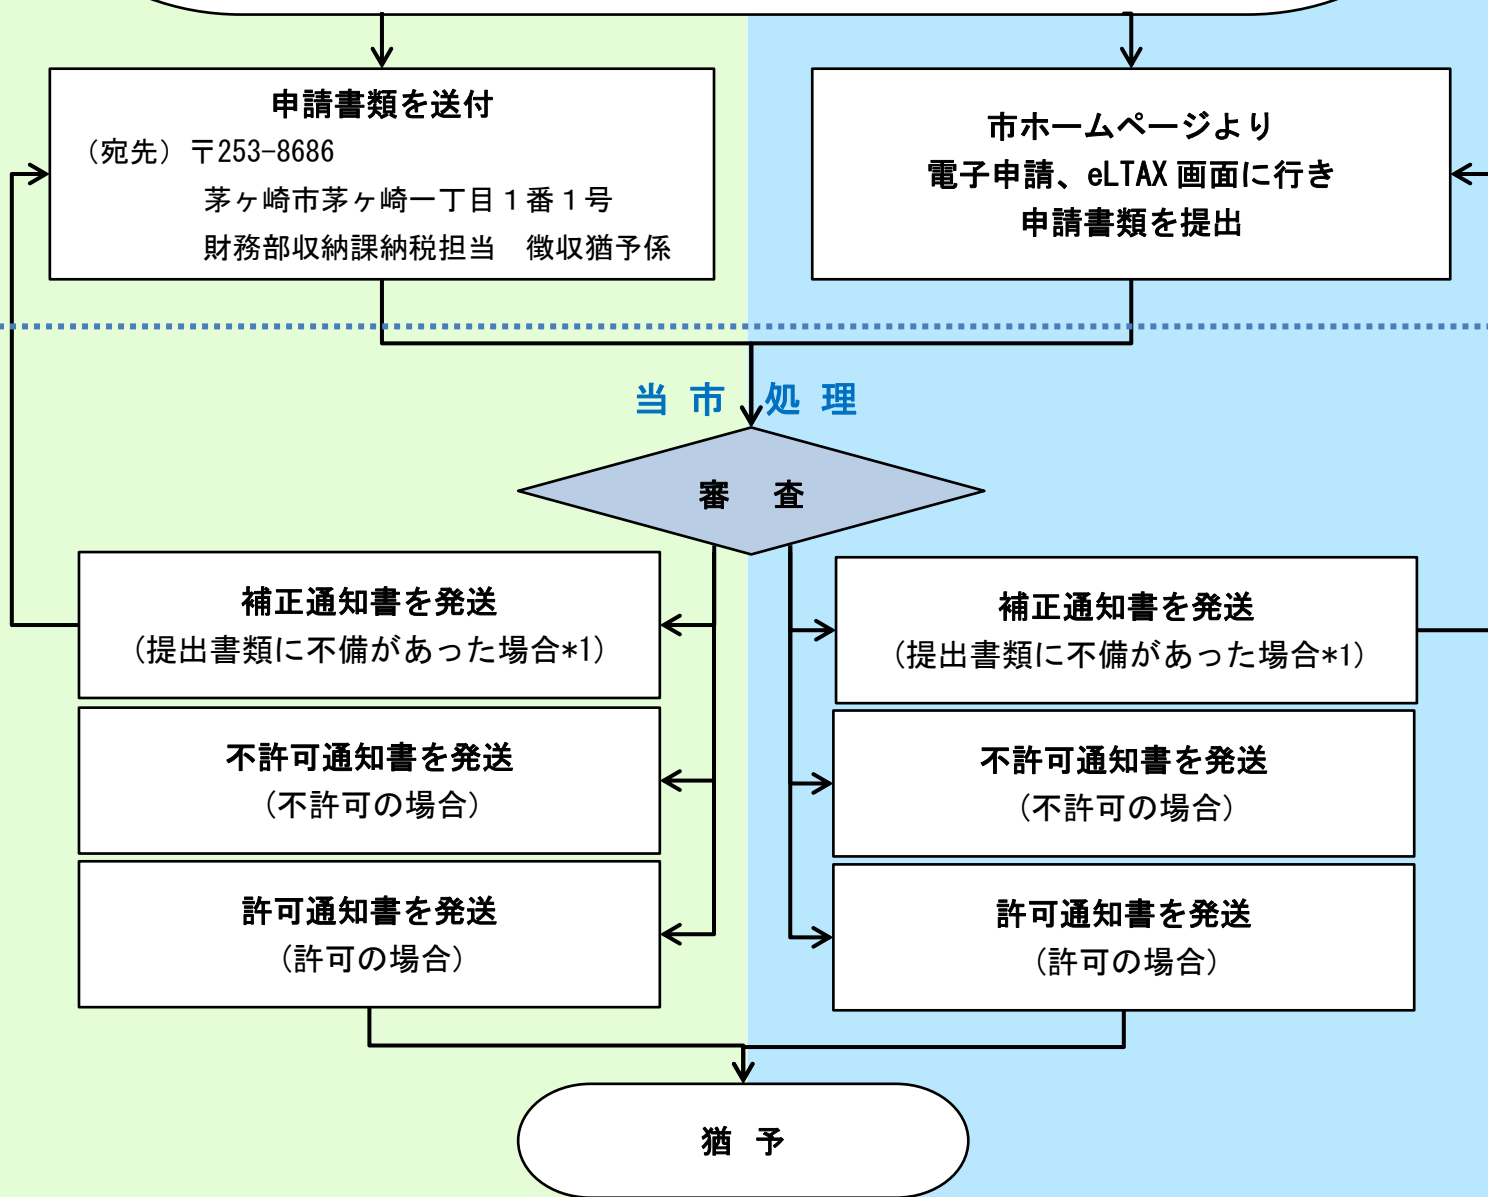 申請書類を送付
（宛先）〒253-8686
茅ヶ崎市茅ヶ崎一丁目１番１号
財務部収納課納税担当　徴収猶予係
市ホームページより
電子申請、eLTAX 画面に行き
申請書類を提出
当 市 処 理
審　査
補正通知書を発送
（提出書類に不備があった場合*1）
補正通知書を発送
（提出書類に不備があった場合*1）
不許可通知書を発送
（不許可の場合）
不許可通知書を発送
（不許可の場合）
許可通知書を発送
（許可の場合）
許可通知書を発送
（許可の場合）
猶 予